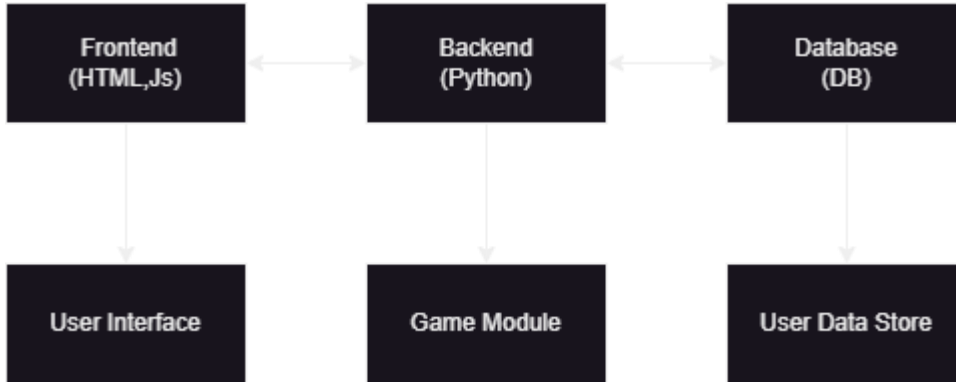 Frontend
(HTML,Js)
Backend
(Python)
Database
(DB)
User Interface
Game Module
User Data Store